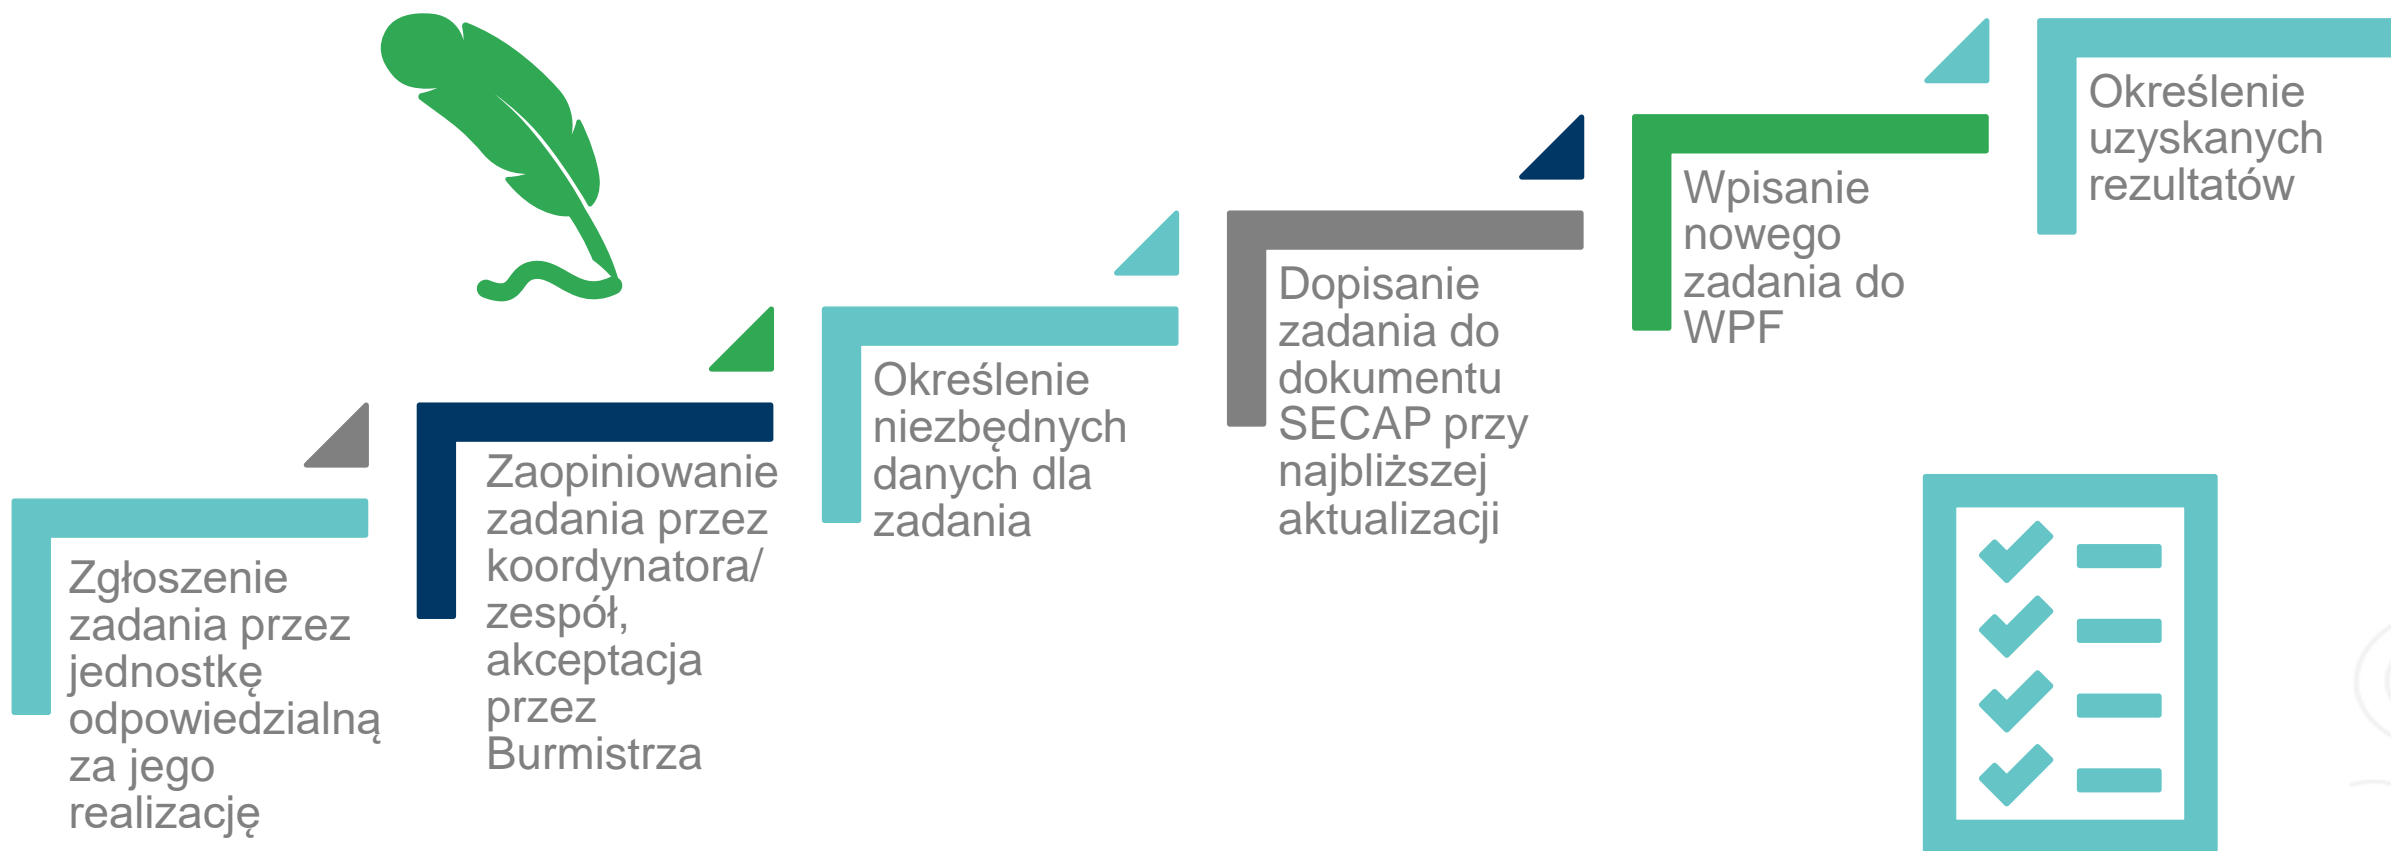 Zgłoszenie
zadania przez
jednostkę
odpowiedzialną
za jego
realizację
Zaopiniowanie
zadania przez
koordynatora/
zespół,
akceptacja
przez
Burmistrza
Określenie
niezbędnych
danych dla
zadania
Dopisanie
zadania do
dokumentu
SECAP przy
najbliższej
aktualizacji
Wpisanie
nowego
zadania do
WPF
Określenie
uzyskanych
rezultatów